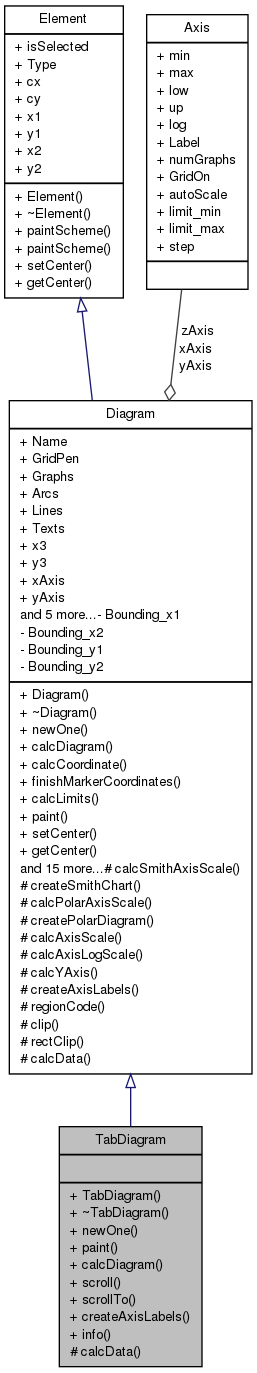 Element
+ isSelected
+ Type
+ cx
+ cy
+ x1
+ y1
+ x2
+ y2
+ Element()
+ ~Element()
+ paintScheme()
+ paintScheme()
+ setCenter()
+ getCenter()
Axis
+ min
+ max
+ low
+ up
+ log
+ Label
+ numGraphs
+ GridOn
+ autoScale
+ limit_min
+ limit_max
+ step
zAxis
xAxis
yAxis
Diagram
+ Name
+ GridPen
+ Graphs
+ Arcs
+ Lines
+ Texts
+ x3
+ y3
+ xAxis
+ yAxis
and 5 more...- Bounding_x1
- Bounding_x2
- Bounding_y1
- Bounding_y2
+ Diagram()
+ ~Diagram()
+ newOne()
+ calcDiagram()
+ calcCoordinate()
+ finishMarkerCoordinates()
+ calcLimits()
+ paint()
+ setCenter()
+ getCenter()
and 15 more...# calcSmithAxisScale()
# createSmithChart()
# calcPolarAxisScale()
# createPolarDiagram()
# calcAxisScale()
# calcAxisLogScale()
# calcYAxis()
# createAxisLabels()
# regionCode()
# clip()
# rectClip()
# calcData()
TabDiagram
+ TabDiagram()
+ ~TabDiagram()
+ newOne()
+ paint()
+ calcDiagram()
+ scroll()
+ scrollTo()
+ createAxisLabels()
+ info()
# calcData()